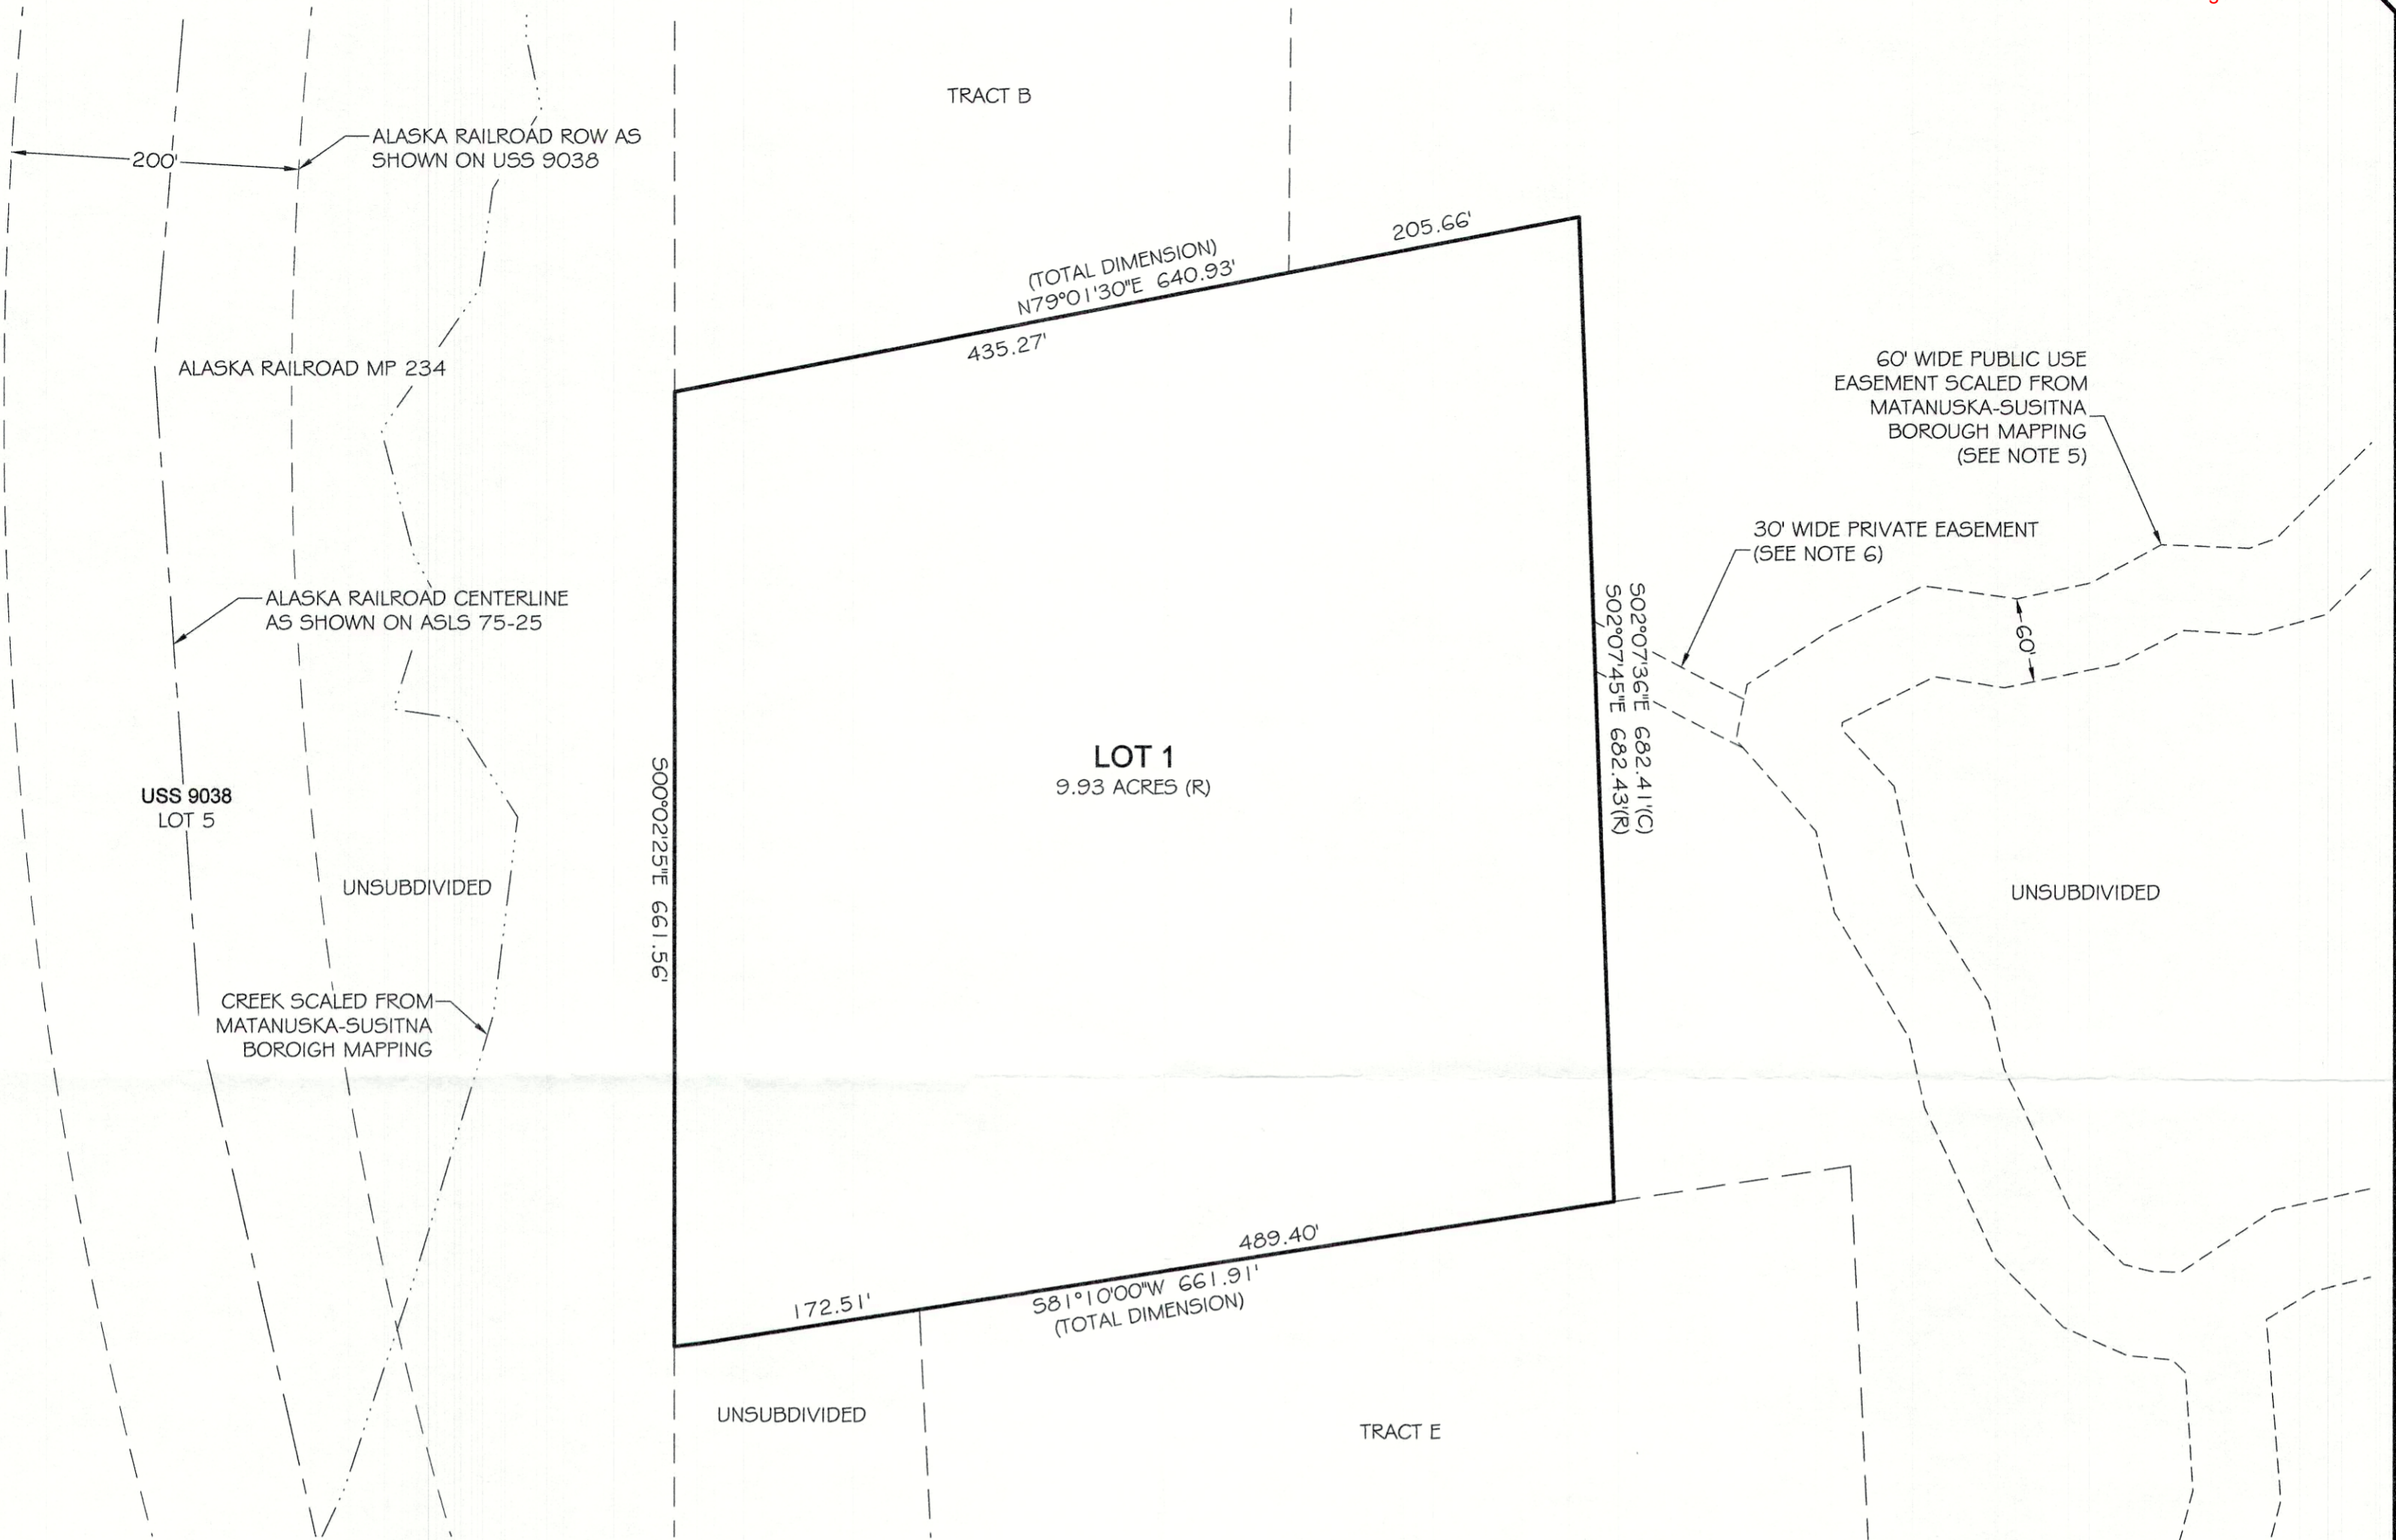 TRACT B
ALASKA RAILROAD ROW AS
SHOWN ON USS 9038
200'
(TOTAL DIMENSION)
N79°01'30"E 640.93'
205.66'
435.27'
ALASKA RAILROAD MP 234
60' WIDE PUBLIC USE
EASEMENT SCALED FROM
MATANUSKA-SUSITNA
BOROUGH MAPPING
(SEE NOTE 5)
30' WIDE PRIVATE EASEMENT
(SEE NOTE 6)
ALASKA RAILROAD CENTERLINE
AS SHOWN ON ASLS 75-25
60'
S02°07'36"E 682.41'(C)
S02°07'45"E 682.43'(R)
LOT 1
9.93 ACRES (R)
S00°02'25"E 661.56'
USS 9038
LOT 5
UNSUBDIVIDED
UNSUBDIVIDED
CREEK SCALED FROM
MATANUSKA-SUSITNA
BOROIGH MAPPING
489.40'
172.51'
S81°10'00"W 661.91'
(TOTAL DIMENSION)
UNSUBDIVIDED
TRACT E